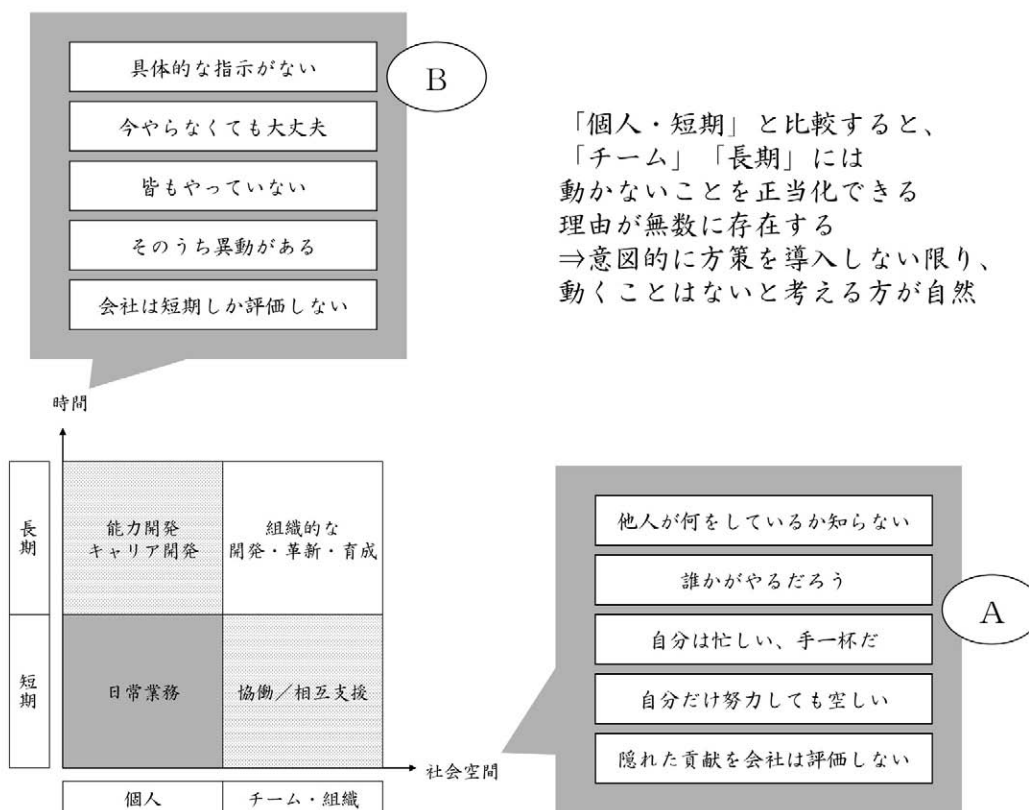 具体的な指示がない
今やらなくても大丈夫
皆もやっていない
そのうち異動がある
会社は短期しか評価しない
B
「個人・短期」と比較すると、
「チーム」「長期」には
動かないことを正当化できる
理由が無数に存在する
⇒意図的に方策を導入しない限り、
動くことはないと考える方が自然
時間
長期
能力開発
キャリア開発
組織的な
開発・革新・育成
短期
日常業務
協働／相互支援
社会空間
個人
チーム・組織
他人が何をしているか知らない
誰かがやるだろう
自分は忙しい、手一杯だ
自分だけ努力しても空しい
隠れた貢献を会社は評価しない
A